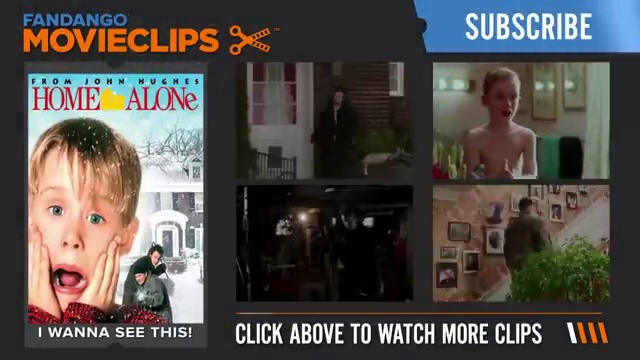 FANDANGO
MOVIECLIPS
SUBSCRIBE
FROM JOHN HUGHES
HOME ALONe
I WANNA SEE THIS!
CLICK ABOVE TO WATCH MORE CLIPS